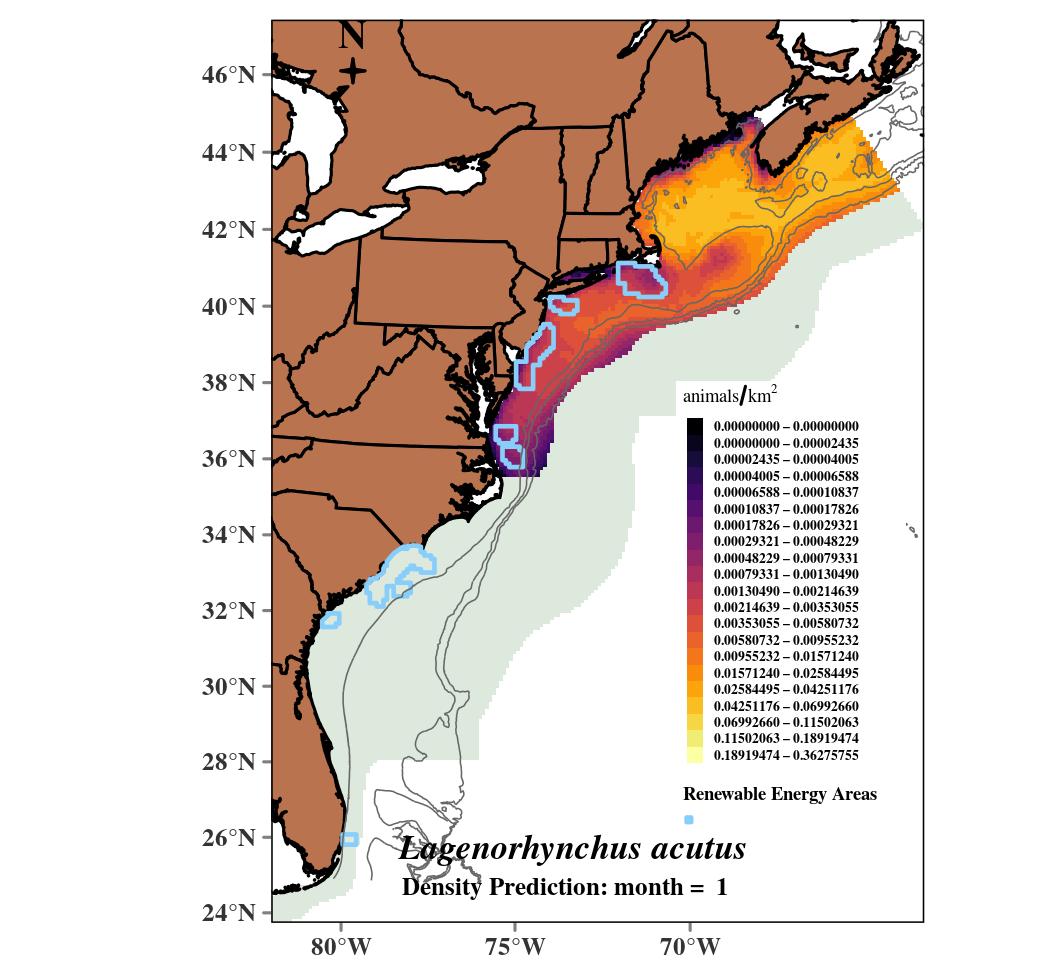 N
46°N
44°N
42°N
40°N
38°N
36°N
34°N
32°N
30°N
28°N
26°N
24°N
80°W 75°W 70°W
animals/km²
0.00000000 – 0.00000000
0.00000000 – 0.00002435
0.00002435 – 0.00004005
0.00004005 – 0.00006588
0.00006588 – 0.00010837
0.00010837 – 0.00017826
0.00017826 – 0.00029321
0.00029321 – 0.00048229
0.00048229 – 0.00079331
0.00079331 – 0.00130490
0.00130490 – 0.00214639
0.00214639 – 0.00353055
0.00353055 – 0.00580732
0.00580732 – 0.00955232
0.00955232 – 0.01571240
0.01571240 – 0.02584495
0.02584495 – 0.04251176
0.04251176 – 0.06992660
0.06992660 – 0.11502063
0.11502063 – 0.18919474
0.18919474 – 0.36275755
Renewable Energy Areas
Lagenorhynchus acutus
Density Prediction: month = 1